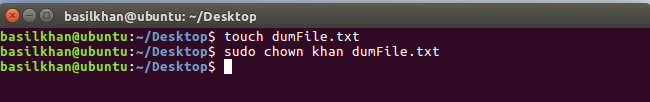 basilkhan@ubuntu: ~/Desktop
basilkhan@ubuntu:~/Desktop$ touch dumFile.txt
basilkhan@ubuntu:~/Desktop$ sudo chown khan dumFile.txt
basilkhan@ubuntu:~/Desktop$